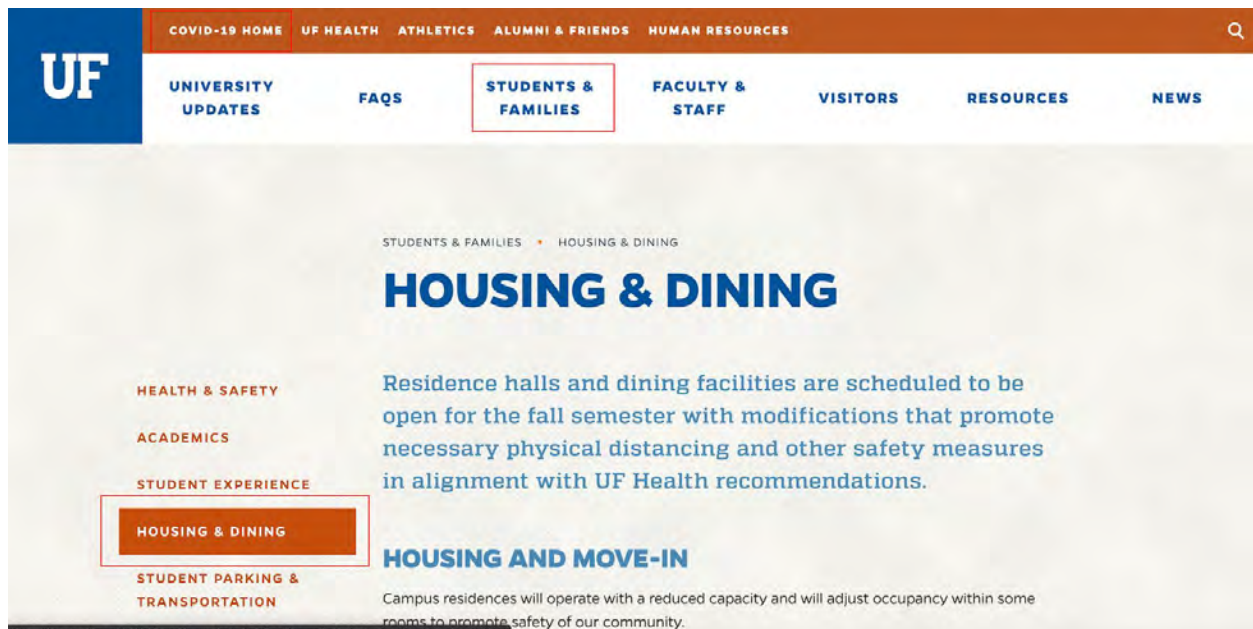 COVID-19 HOME UF HEALTH ATHLETICS ALUMNI & FRIENDS HUMAN RESOURCES
UF
UNIVERSITY UPDATES
FAQS
STUDENTS & FAMILIES
FACULTY & STAFF
VISITORS
RESOURCES
NEWS
STUDENTS & FAMILIES • HOUSING & DINING
HOUSING & DINING
HEALTH & SAFETY
ACADEMICS
STUDENT EXPERIENCE
HOUSING & DINING
STUDENT PARKING &
TRANSPORTATION
Residence halls and dining facilities are scheduled to be
open for the fall semester with modifications that promote
necessary physical distancing and other safety measures
in alignment with UF Health recommendations.
HOUSING AND MOVE-IN
Campus residences will operate with a reduced capacity and will adjust occupancy within some
rooms to promote safety of our community.